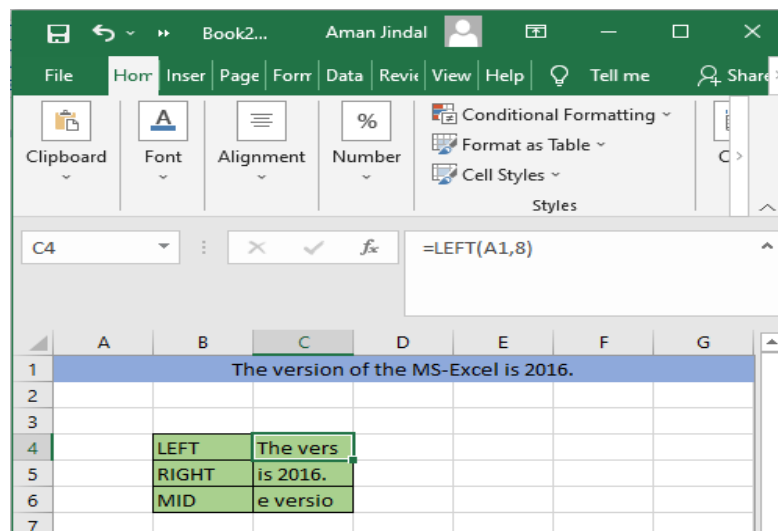 Book2... Aman Jindal
File Hom Inser Page Form Data Revie View Help Tell me Share
Clipboard
Font
Alignment
%
Number
Conditional Formatting
Format as Table
Cell Styles
Styles
C4 fx =LEFT(A1,8)
A B C D E F G
1 The version of the MS-Excel is 2016.
2
3
4 LEFT The vers
5 RIGHT is 2016.
6 MID e versio
7